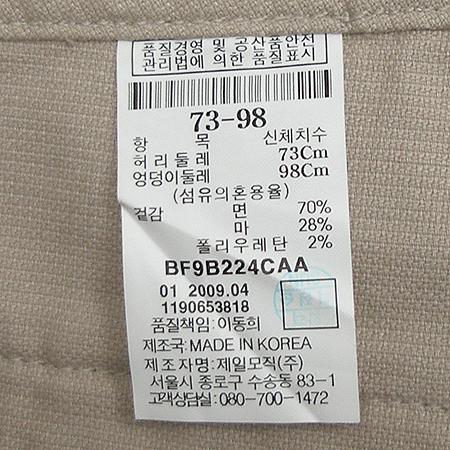 품질경영 및 공산품안전
관리법에 의한 품질표시
73-98
항 목 신체치수
허리둘레 73Cm
엉덩이둘레 98Cm
(섬유의혼용율)
겉감 면 70%
마 28%
폴리우레탄 2%
BF9B224CAA
01 2009.04
1190653818
품질책임: 이동희
제조국: MADE IN KOREA
제조자명: 제일모직(주)
서울시 종로구 수송동 83-1
고객상담실: 080-700-1472